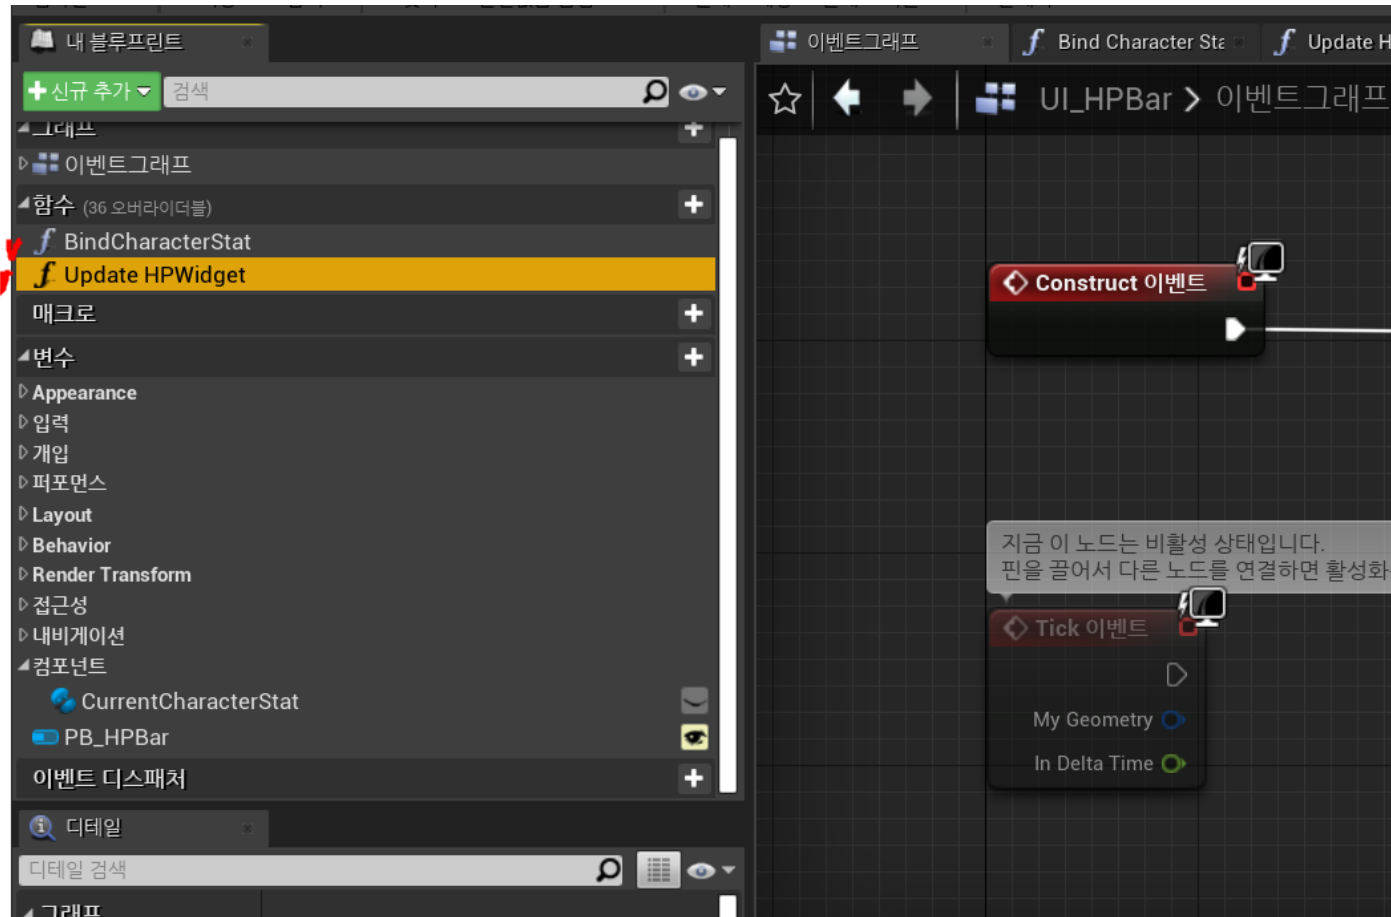 내 블루프린트
신규 추가
검색
그래프
이벤트그래프
함수 (36 오버라이더블)
BindCharacterStat
Update HPWidget
매크로
변수
Appearance
입력
개입
퍼포먼스
Layout
Behavior
Render Transform
접근성
내비게이션
컴포넌트
CurrentCharacterStat
PB_HPBar
이벤트 디스패처
디테일
디테일 검색
그래프
이벤트그래프
Bind Character Sta
Update H
UI_HPBar > 이벤트그래프
Construct 이벤트
지금 이 노드는 비활성 상태입니다.
핀을 끌어서 다른 노드를 연결하면 활성화
Tick 이벤트
My Geometry
In Delta Time